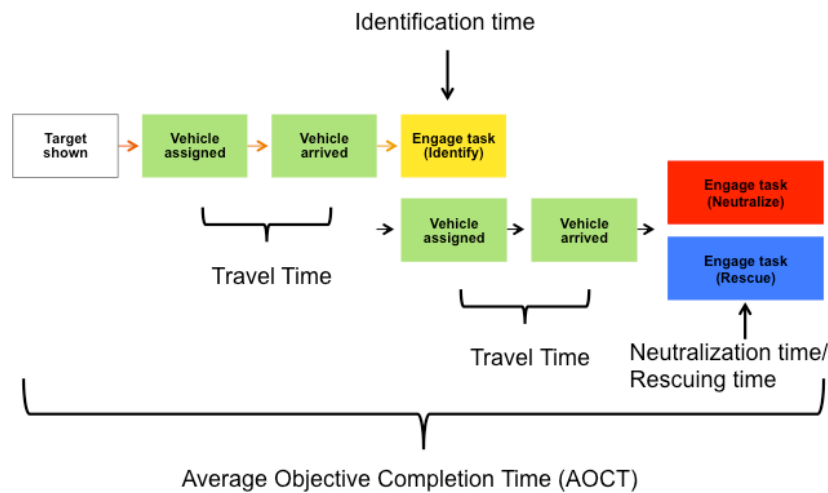 Identification time
Target
shown
Vehicle
assigned
Vehicle
arrived
Engage task
(Identify)
Travel Time
Vehicle
assigned
Vehicle
arrived
Engage task
(Neutralize)
Engage task
(Rescue)
Travel Time
Neutralization time/
Rescuing time
Average Objective Completion Time (AOCT)